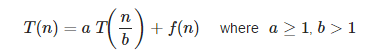 T(n) = a T(n/b) + f(n) where a ≥ 1, b > 1